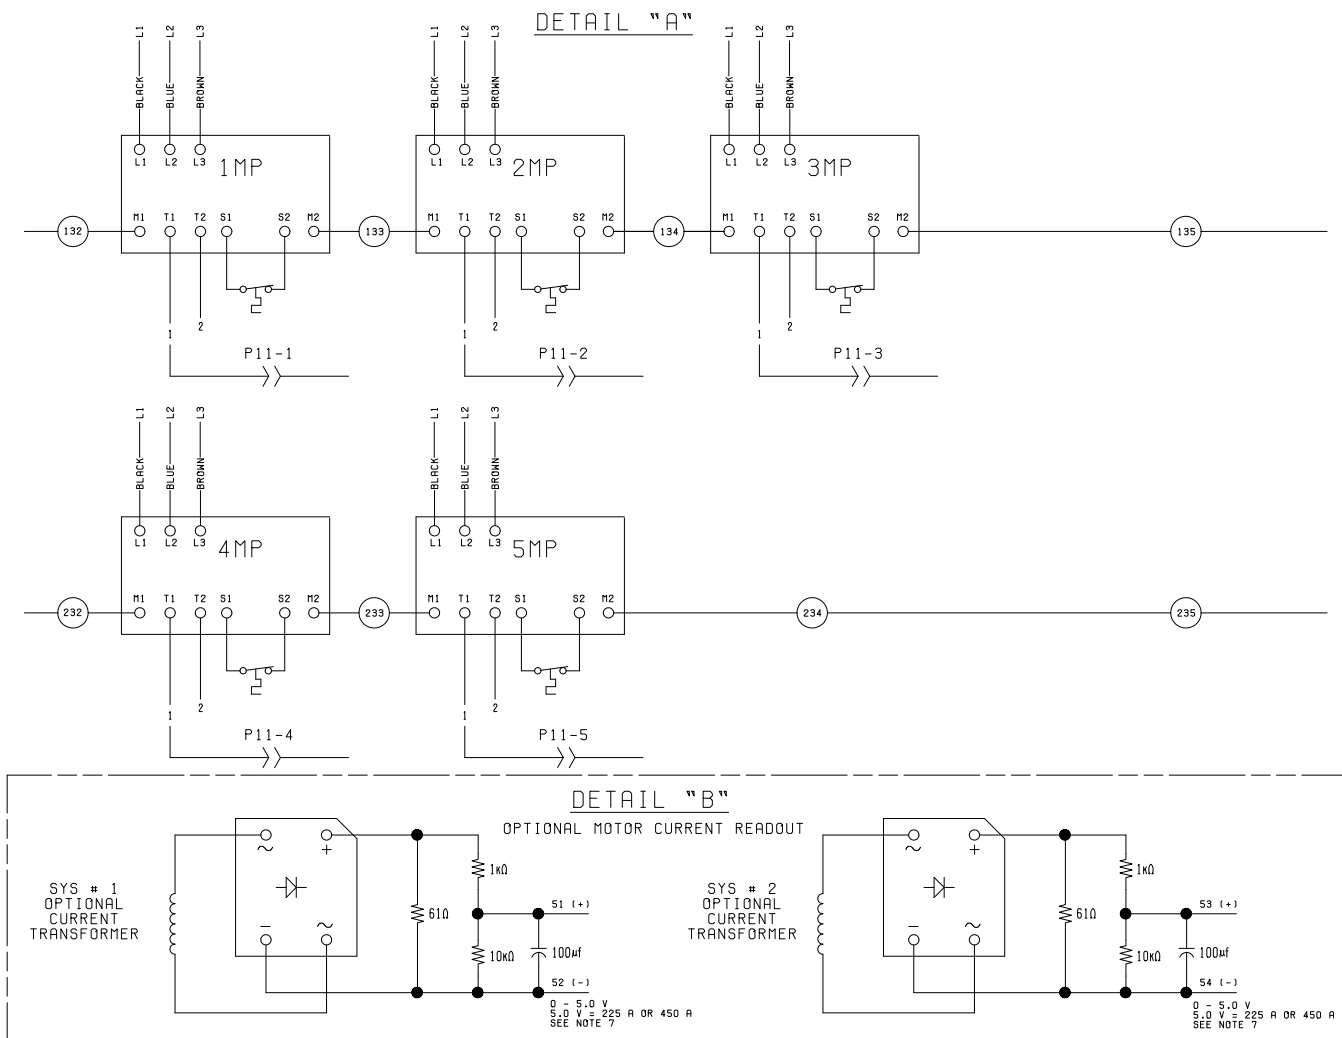 DETAIL "A"
L1 L2 L3 L1 L2 L3 L1 L2 L3
BLACK BLUE BROWN BLACK BLUE BROWN BLACK BLUE BROWN
L1 L2 L3 1MP L1 L2 L3 2MP L1 L2 L3 3MP
M1 T1 T2 S1 S2 M2 M1 T1 T2 S1 S2 M2 M1 T1 T2 S1 S2 M2
132 133 134 135
1 2 1 2 1 2
P11-1 P11-2 P11-3
L1 L2 L3 L1 L2 L3
BLACK BLUE BROWN BLACK BLUE BROWN
L1 L2 L3 4MP L1 L2 L3 5MP
M1 T1 T2 S1 S2 M2 M1 T1 T2 S1 S2 M2
232 233 234 235
1 2 1 2
P11-4 P11-5
DETAIL "B"
OPTIONAL MOTOR CURRENT READOUT
SYS # 1
OPTIONAL
CURRENT
TRANSFORMER
~ +
- ~
61Ω
1KΩ
10KΩ
100µf
51 (+)
52 (-)
0 - 5.0 V
5.0 V = 225 A OR 450 A
SEE NOTE 7
SYS # 2
OPTIONAL
CURRENT
TRANSFORMER
~ +
- ~
61Ω
1KΩ
10KΩ
100µf
53 (+)
54 (-)
0 - 5.0 V
5.0 V = 225 A OR 450 A
SEE NOTE 7